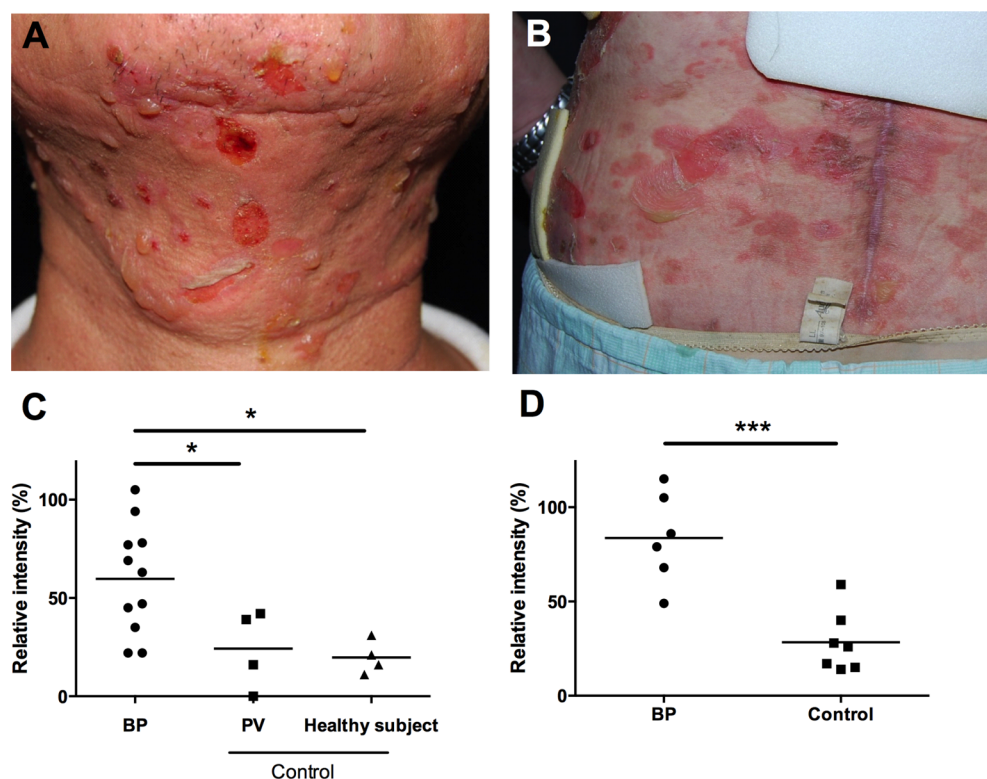 A
B
C
*
*
Relative intensity (%)
100
50
0
BP
PV
Healthy subject
Control
D
***
Relative intensity (%)
100
50
0
BP
Control